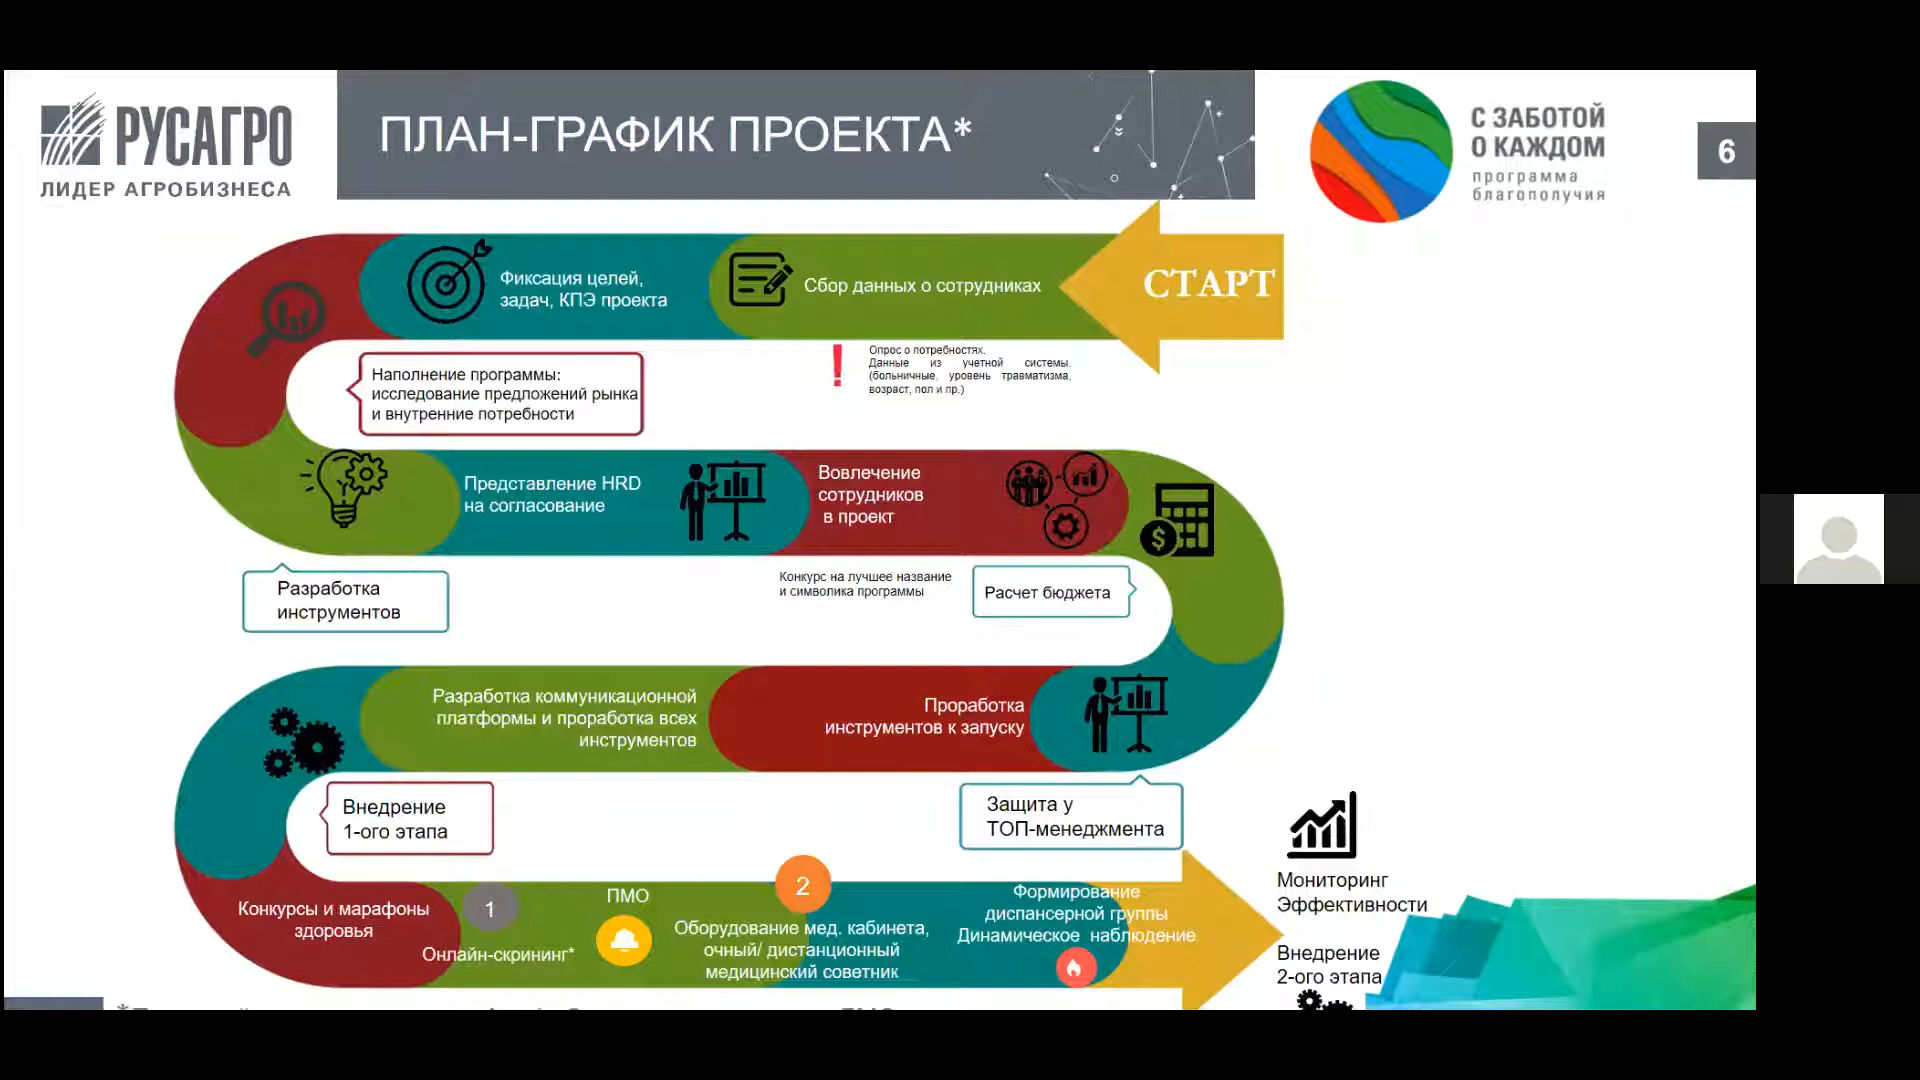 РУСАГРО
ЛИДЕР АГРОБИЗНЕСА
ПЛАН-ГРАФИК ПРОЕКТА*
С ЗАБОТОЙ
О КАЖДОМ
программа
благополучия
6
СТАРТ
Сбор данных о сотрудниках
Фиксация целей,
задач, КПЭ проекта
Опрос о потребностях.
Данные из учетной системы.
(больничные, уровень травматизма,
возраст, пол и пр.)
Наполнение программы:
исследование предложений рынка
и внутренние потребности
Представление HRD
на согласование
Вовлечение
сотрудников
в проект
Разработка
инструментов
Конкурс на лучшее название
и символика программы
Расчет бюджета
Разработка коммуникационной
платформы и проработка всех
инструментов
Проработка
инструментов к запуску
Внедрение
1-ого этапа
Защита у
ТОП-менеджмента
Конкурсы и марафоны
здоровья
1
Онлайн-скрининг*
ПМО
2
Оборудование мед. кабинета,
очный/ дистанционный
медицинский советник
Формирование
диспансерной группы
Динамическое наблюдение
Мониторинг
Эффективности
Внедрение
2-ого этапа